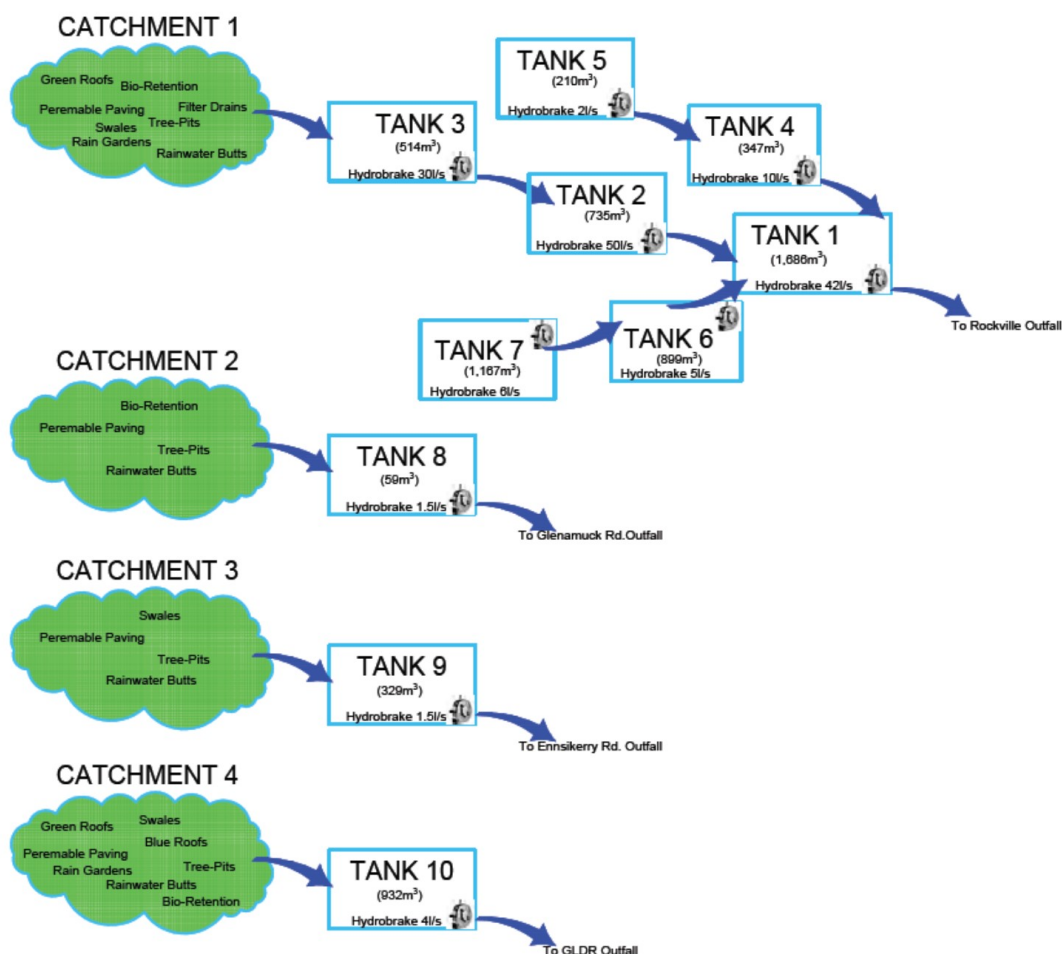 CATCHMENT 1
Green Roofs
Bio-Retention
Peremable Paving
Filter Drains
Swales
Tree-Pits
Rain Gardens
Rainwater Butts
TANK 3
(514m³)
Hydrobrake 30l/s
TANK 5
(210m³)
Hydrobrake 2l/s
TANK 4
(347m³)
Hydrobrake 10l/s
TANK 2
(735m³)
Hydrobrake 50l/s
TANK 1
(1,686m³)
Hydrobrake 42l/s
To Rockville Outfall
TANK 7
(1,167m³)
Hydrobrake 6l/s
TANK 6
(899m³)
Hydrobrake 5l/s
CATCHMENT 2
Bio-Retention
Peremable Paving
Tree-Pits
Rainwater Butts
TANK 8
(59m³)
Hydrobrake 1.5l/s
To Glenamuck Rd.Outfall
CATCHMENT 3
Swales
Peremable Paving
Tree-Pits
Rainwater Butts
TANK 9
(329m³)
Hydrobrake 1.5l/s
To Ennsikerry Rd. Outfall
CATCHMENT 4
Green Roofs
Swales
Blue Roofs
Peremable Paving
Rain Gardens
Tree-Pits
Rainwater Butts
Bio-Retention
TANK 10
(932m³)
Hydrobrake 4l/s
To GLDR Outfall